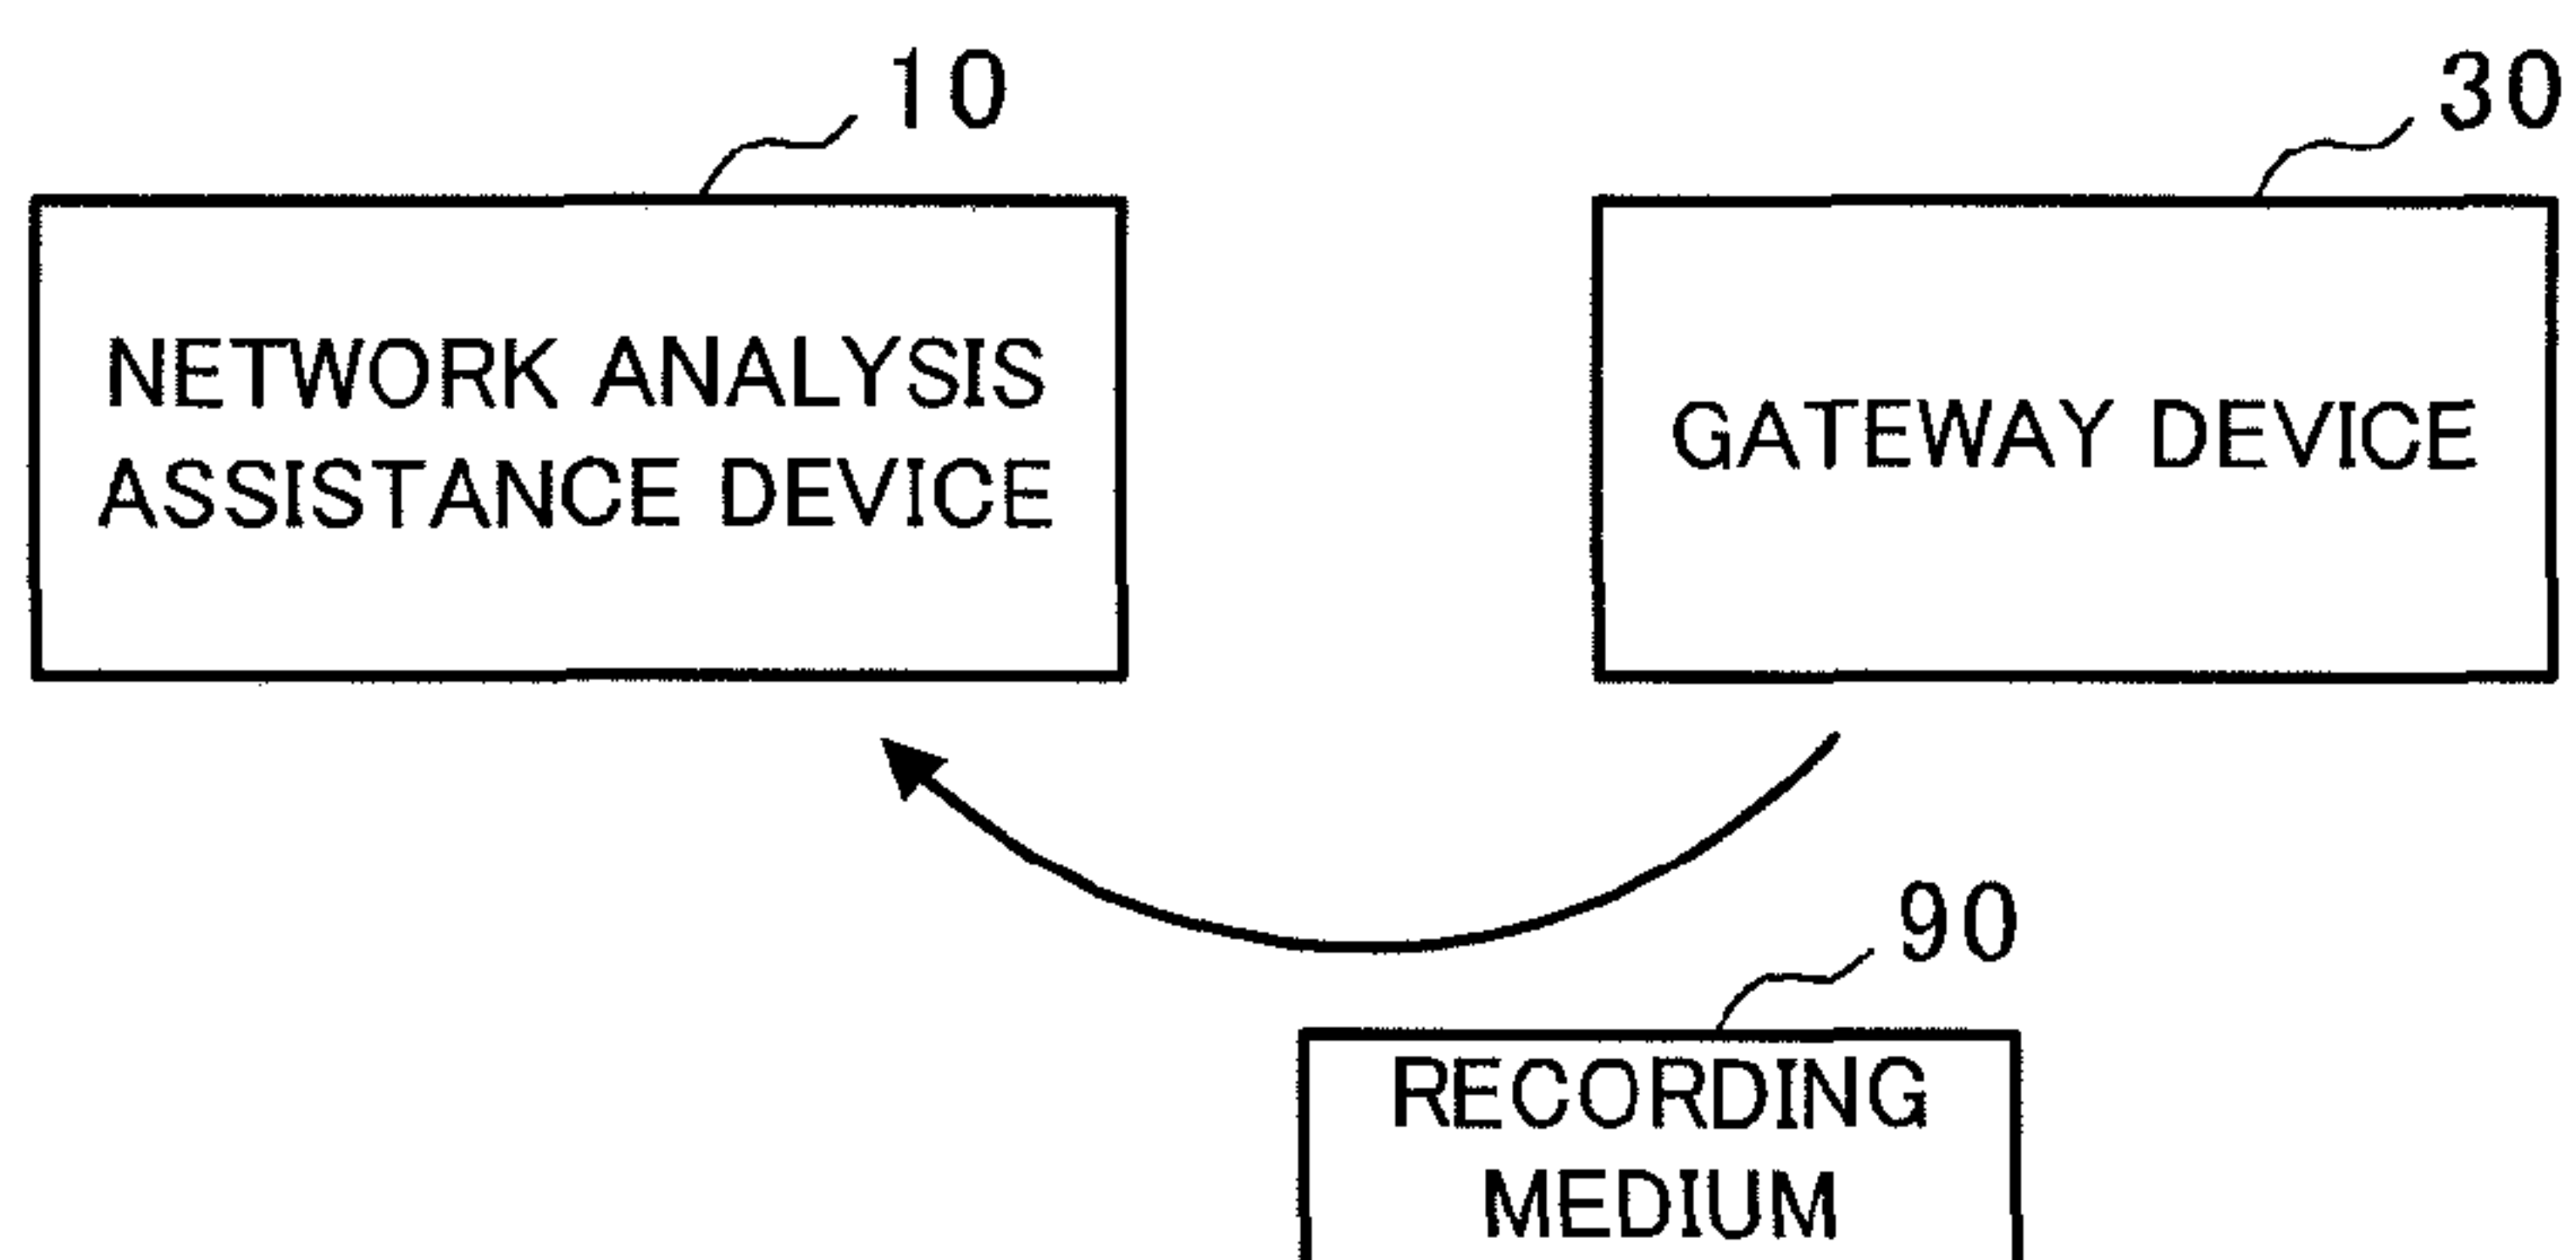 10
30
NETWORK ANALYSIS
ASSISTANCE DEVICE
GATEWAY DEVICE
90
RECORDING
MEDIUM